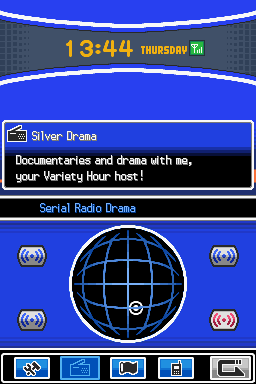 13:44 THURSDAY
Silver Drama
Documentaries and drama with me,
your Variety Hour host!
Serial Radio Drama